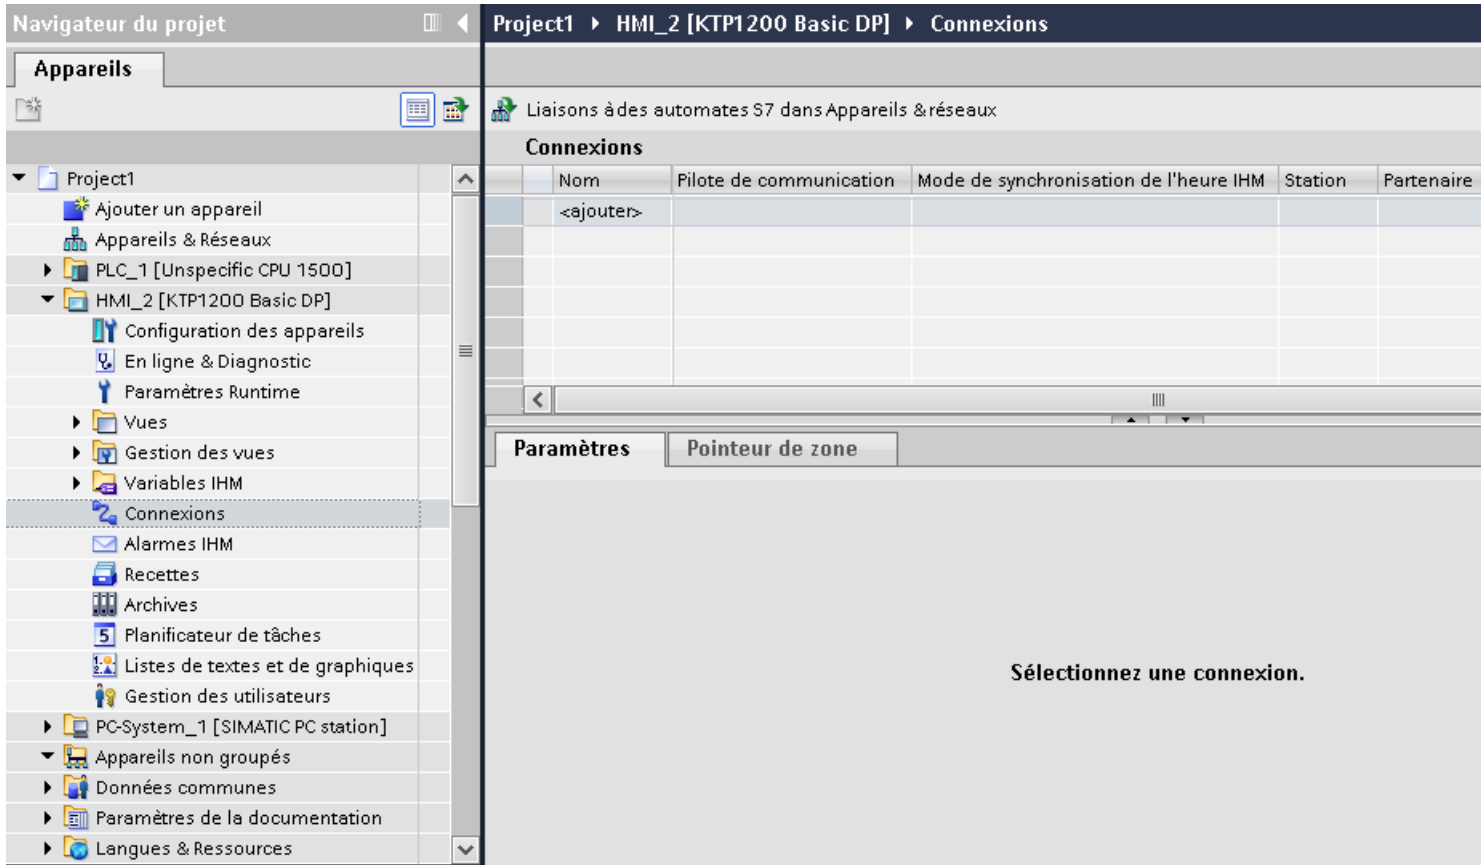 Navigateur du projet
Project1 ▸ HMI_2 [KTP1200 Basic DP] ▸ Connexions
Appareils
Liaisons à des automates S7 dans Appareils & réseaux
Connexions
Nom Pilote de communication Mode de synchronisation de l'heure IHM Station Partenaire
<ajouter>
Project1
Ajouter un appareil
Appareils & Réseaux
PLC_1 [Unspecific CPU 1500]
HMI_2 [KTP1200 Basic DP]
Configuration des appareils
En ligne & Diagnostic
Paramètres Runtime
Vues
Gestion des vues
Variables IHM
Connexions
Alarmes IHM
Recettes
Archives
Planificateur de tâches
Listes de textes et de graphiques
Gestion des utilisateurs
PC-System_1 [SIMATIC PC station]
Appareils non groupés
Données communes
Paramètres de la documentation
Langues & Ressources
Paramètres Pointeur de zone
Sélectionnez une connexion.